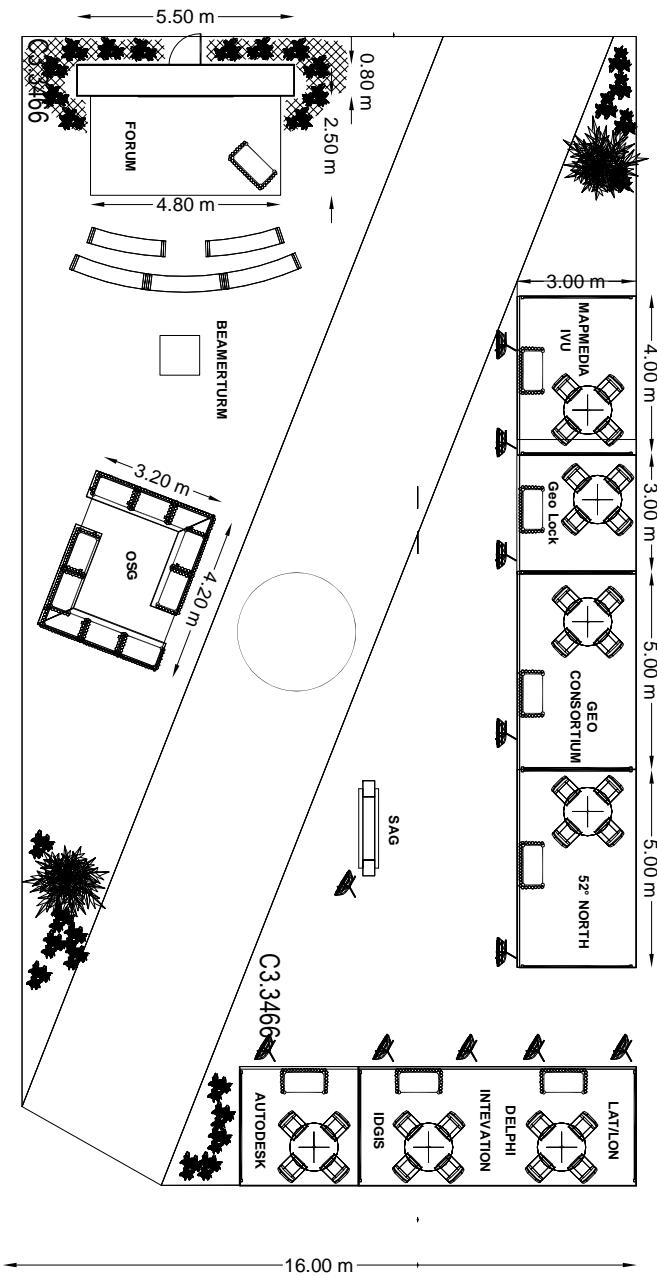 5.50 m
C3.3466
0.80 m
FORUM
2.50 m
4.80 m
3.00 m
BEAMERTURM
MAPMEDIA
IVU
4.00 m
3.20 m
Geo Lock
3.00 m
OSG
4.20 m
GEO
CONSORTIUM
5.00 m
SAG
52° NORTH
5.00 m
C3.3466
AUTODESK
IDGIS
INTEVATION
DELPHI
LAT/LON
16.00 m